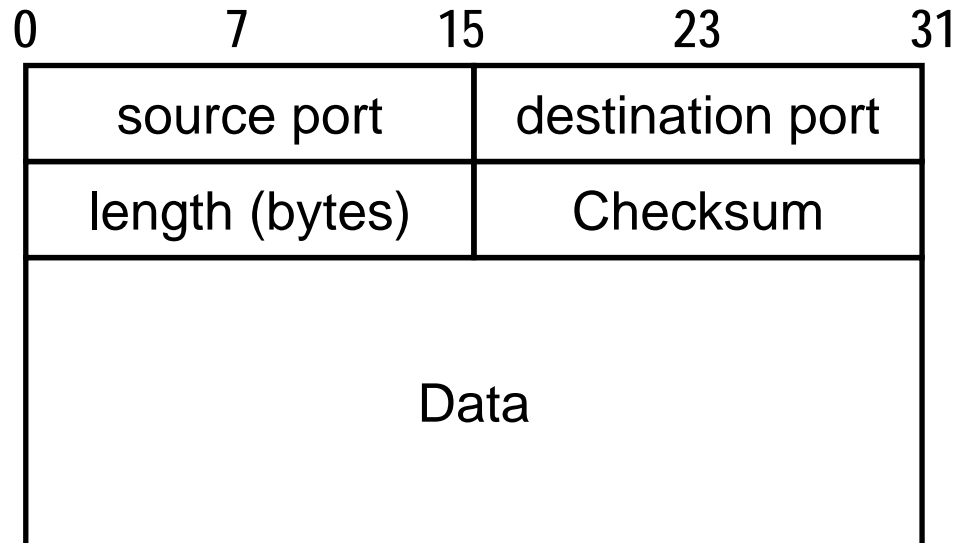 0 7 15 23 31
source port destination port
length (bytes) Checksum
Data